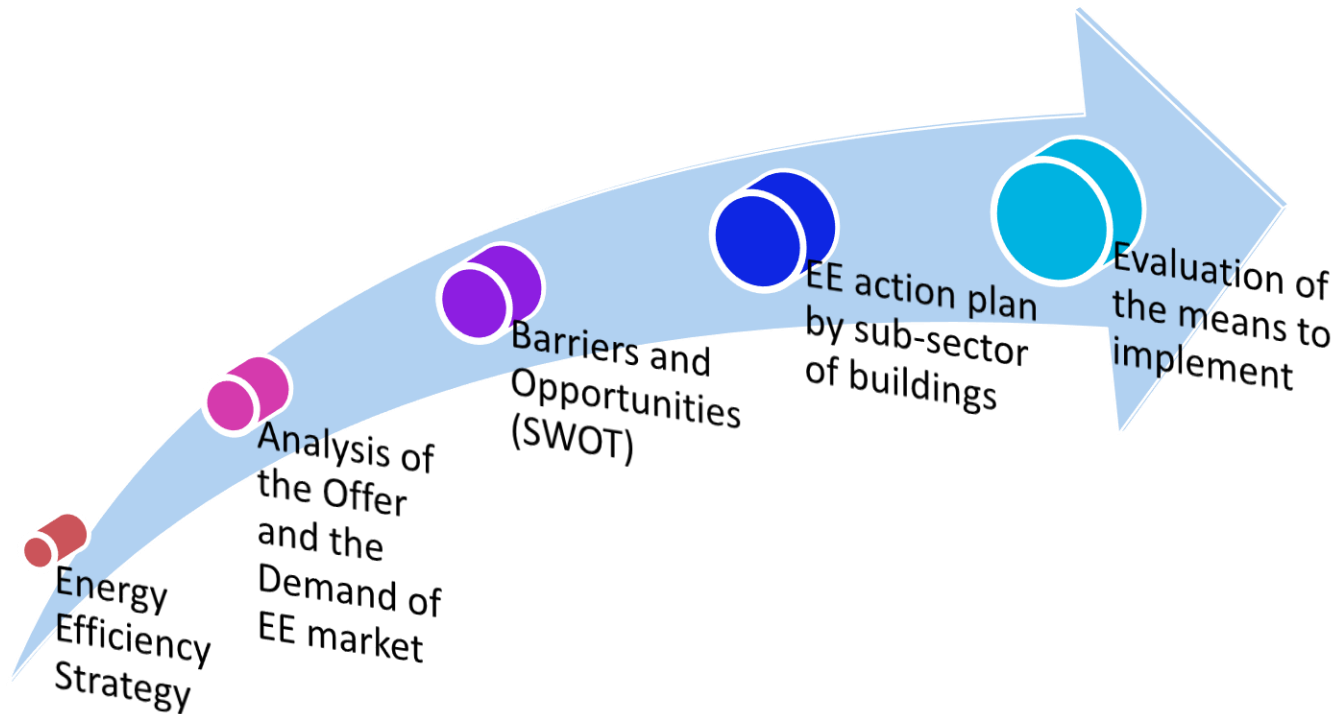 Energy
Efficiency
Strategy
Analysis of
the Offer
and the
Demand of
EE market
Barriers and
Opportunities
(SWOT)
EE action plan
by sub-sector
of buildings
Evaluation of
the means to
implement